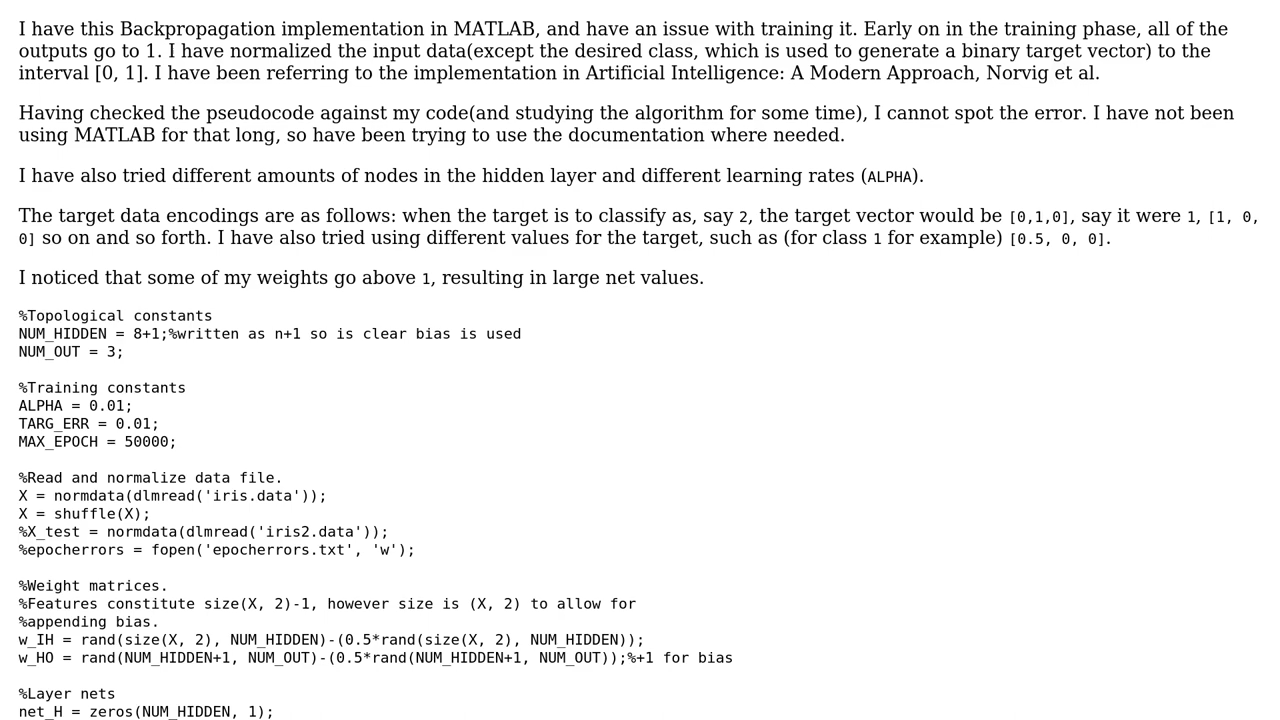 I have this Backpropagation implementation in MATLAB, and have an issue with training it. Early on in the training phase, all of the
outputs go to 1. I have normalized the input data(except the desired class, which is used to generate a binary target vector) to the
interval [0, 1]. I have been referring to the implementation in Artificial Intelligence: A Modern Approach, Norvig et al.
Having checked the pseudocode against my code(and studying the algorithm for some time), I cannot spot the error. I have not been
using MATLAB for that long, so have been trying to use the documentation where needed.
I have also tried different amounts of nodes in the hidden layer and different learning rates (ALPHA).
The target data encodings are as follows: when the target is to classify as, say 2, the target vector would be [0,1,0], say it were 1, [1, 0,
0] so on and so forth. I have also tried using different values for the target, such as (for class 1 for example) [0.5, 0, 0].
I noticed that some of my weights go above 1, resulting in large net values.
%Topological constants
NUM_HIDDEN = 8+1;%written as n+1 so is clear bias is used
NUM_OUT = 3;
%Training constants
ALPHA = 0.01;
TARG_ERR = 0.01;
MAX_EPOCH = 50000;
%Read and normalize data file.
X = normdata(dlmread('iris.data'));
X = shuffle(X);
%X_test = normdata(dlmread('iris2.data'));
%epocherrors = fopen('epocherrors.txt', 'w');
%Weight matrices.
%Features constitute size(X, 2)-1, however size is (X, 2) to allow for
%appending bias.
w_IH = rand(size(X, 2), NUM_HIDDEN)-(0.5*rand(size(X, 2), NUM_HIDDEN));
w_HO = rand(NUM_HIDDEN+1, NUM_OUT)-(0.5*rand(NUM_HIDDEN+1, NUM_OUT));%+1 for bias
%Layer nets
net_H = zeros(NUM_HIDDEN, 1);